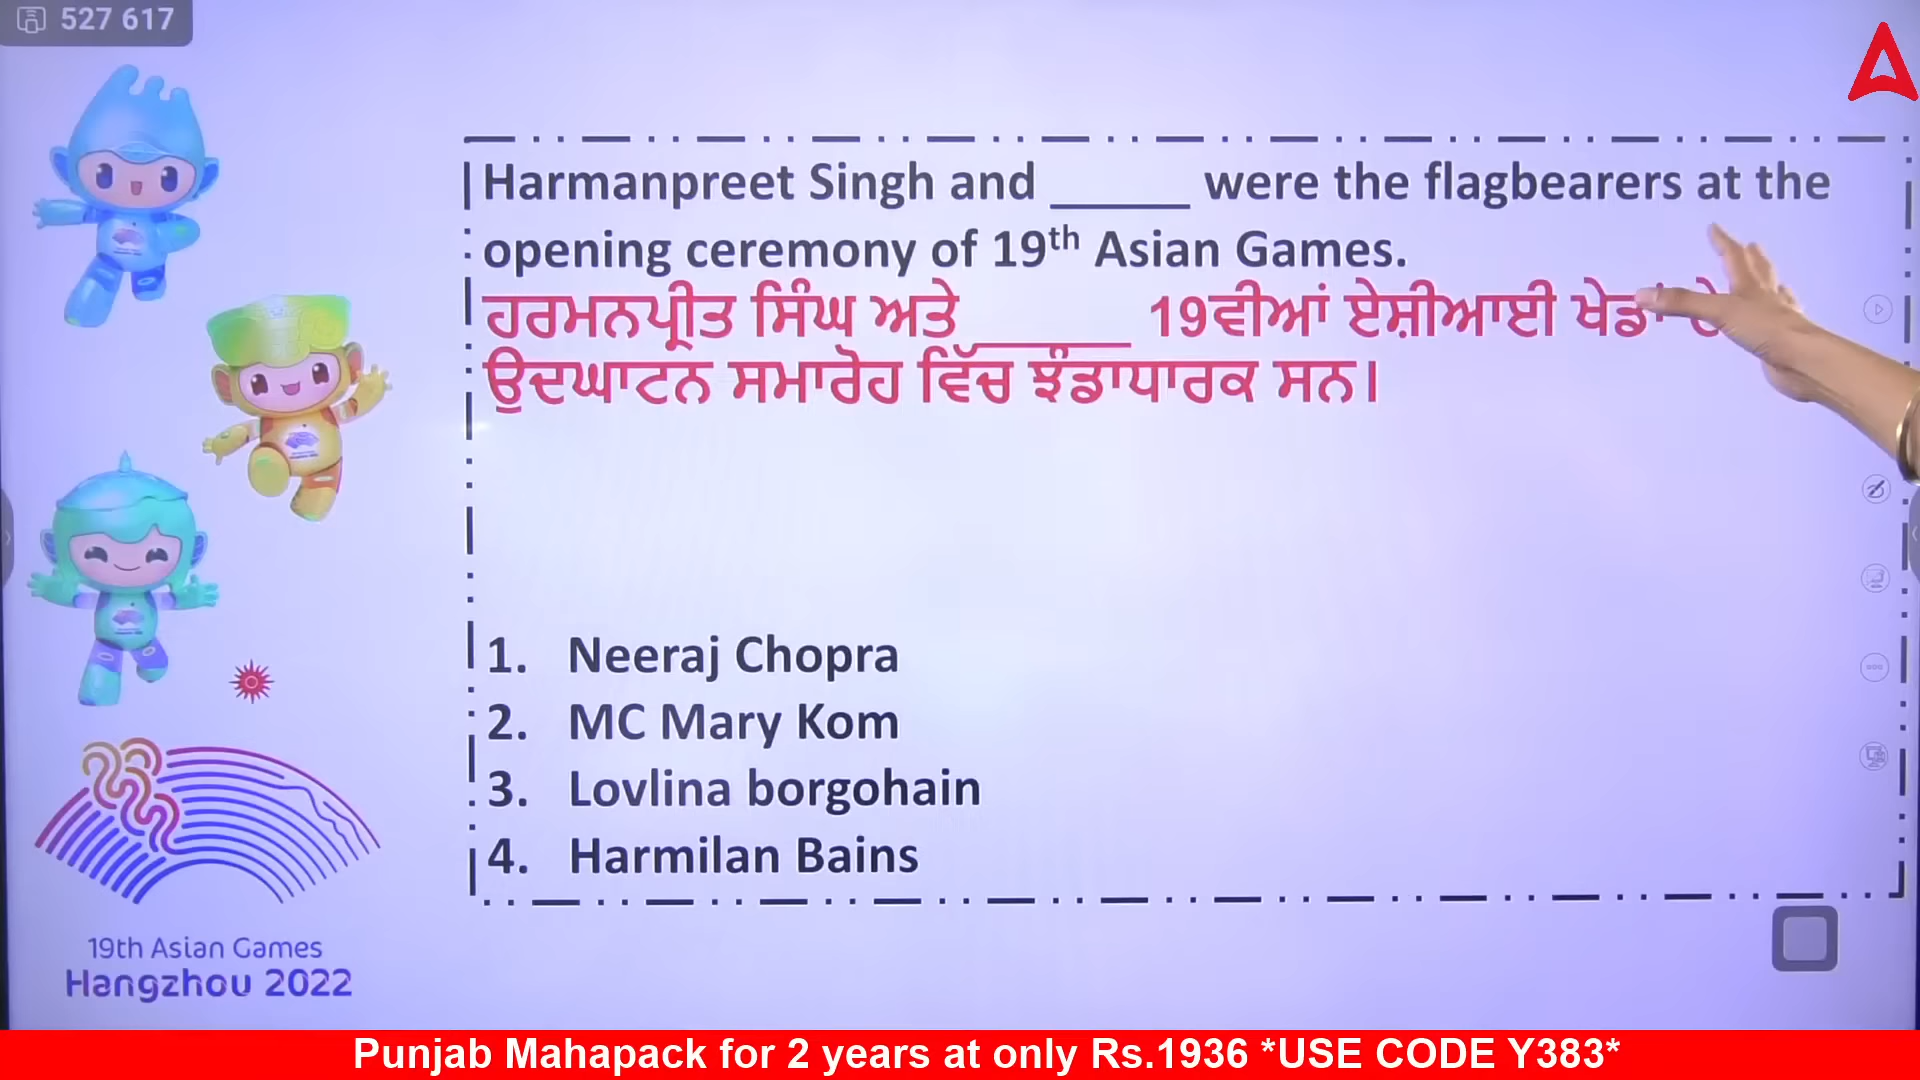 527 617
Harmanpreet Singh and _____ were the flagbearers at the
opening ceremony of 19th Asian Games.
ਹਰਮਨਪ੍ਰੀਤ ਸਿੰਘ ਅਤੇ______ 19ਵੀਆਂ ਏਸ਼ੀਆਈ ਖੇਡਾਂ ਦੇ
ਉਦਘਾਟਨ ਸਮਾਰੋਹ ਵਿੱਚ ਝੰਡਾਧਾਰਕ ਸਨ।
1. Neeraj Chopra
2. MC Mary Kom
3. Lovlina borgohain
4. Harmilan Bains
19th Asian Games
Hangzhou 2022
Punjab Mahapack for 2 years at only Rs.1936 *USE CODE Y383*